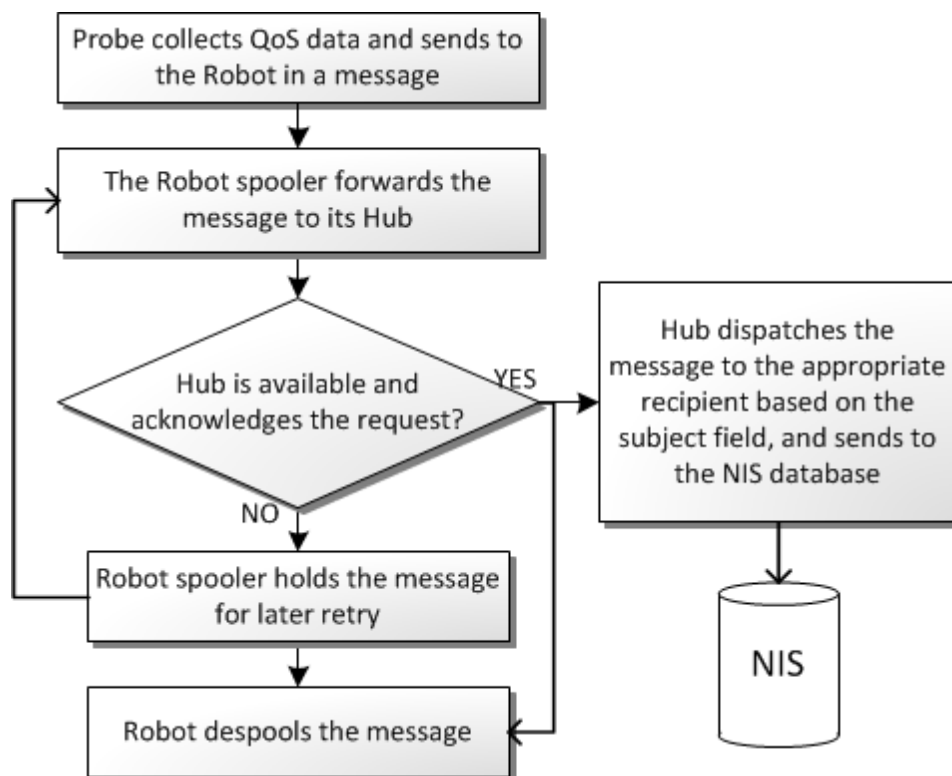 Probe collects QoS data and sends to
the Robot in a message
The Robot spooler forwards the
message to its Hub
Hub is available and
acknowledges the request?
YES
Hub dispatches the
message to the appropriate
recipient based on the
subject field, and sends to
the NIS database
NO
Robot spooler holds the message
for later retry
NIS
Robot despools the message